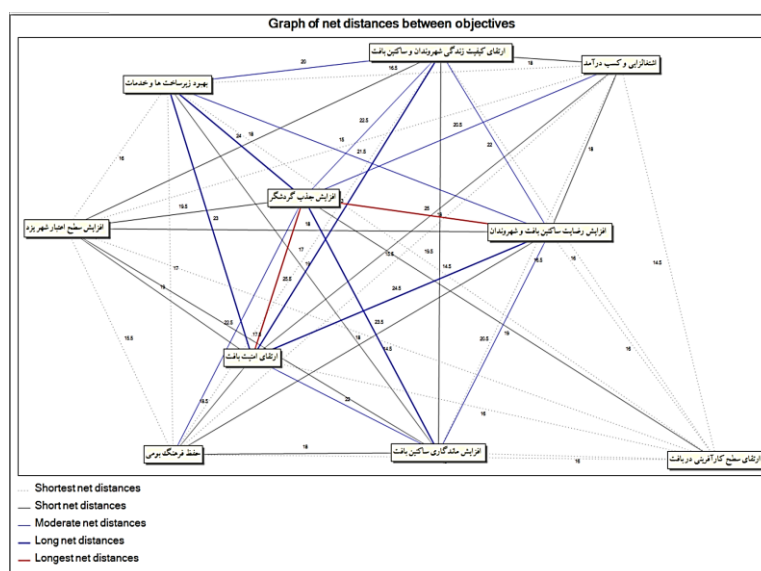 Graph of net distances between objectives
ارتقای کیفیت زندگی شهروندان و ساکنین بافت
اشتغالزایی و کسب درآمد
بهبود زیرساخت ها و خدمات
افزایش جذب گردشگر
افزایش سطح اعتبار شهر یزد
افزایش رضایت ساکنین بافت و شهروندان
ارتقای امنیت بافت
حفظ فرهنگ بومی
افزایش ماندگاری ساکنین بافت
ارتقای سطح کارآفرینی در بافت
20
16.5
18
22.5
15
20.5
24
18
21.5
22
18
15
19.5
23
18
20
17
19.5
14.5
14.5
17
25.5
24.5
16
22.5
23.5
20.5
19
16
15.5
18
19.5
22
16
18
15
Shortest net distances
Short net distances
Moderate net distances
Long net distances
Longest net distances